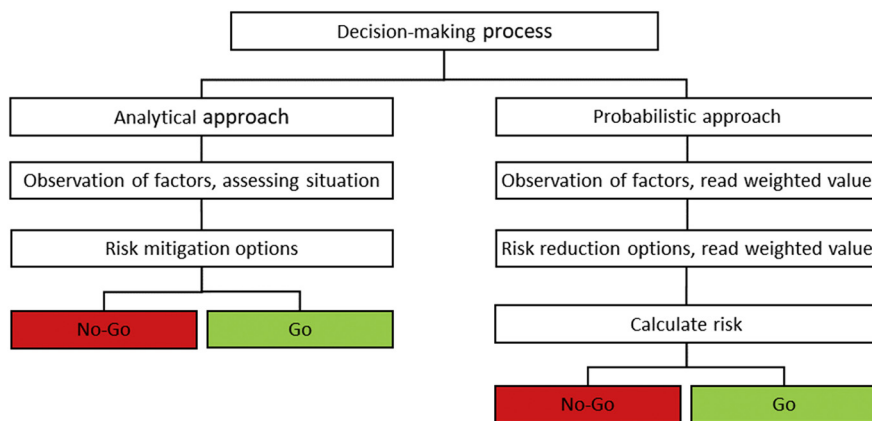 Decision-making process
Analytical approach
Probabilistic approach
Observation of factors, assessing situation
Observation of factors, read weighted value
Risk mitigation options
Risk reduction options, read weighted value
No-Go
Go
Calculate risk
No-Go
Go